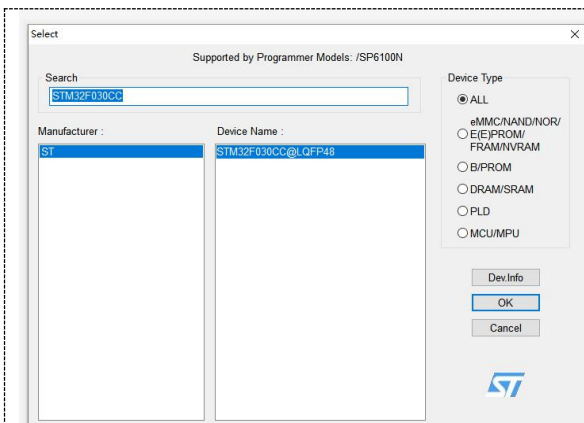 Select
Supported by Programmer Models: /SP6100N
Search
STM32F030CC
Manufacturer :
ST
Device Name :
STM32F030CC@LQFP48
Device Type
ALL
eMMC/NAND/NOR/
E(E)PROM/
FRAM/NVRAM
B/PROM
DRAM/SRAM
PLD
MCU/MPU
Dev.Info
OK
Cancel
ST